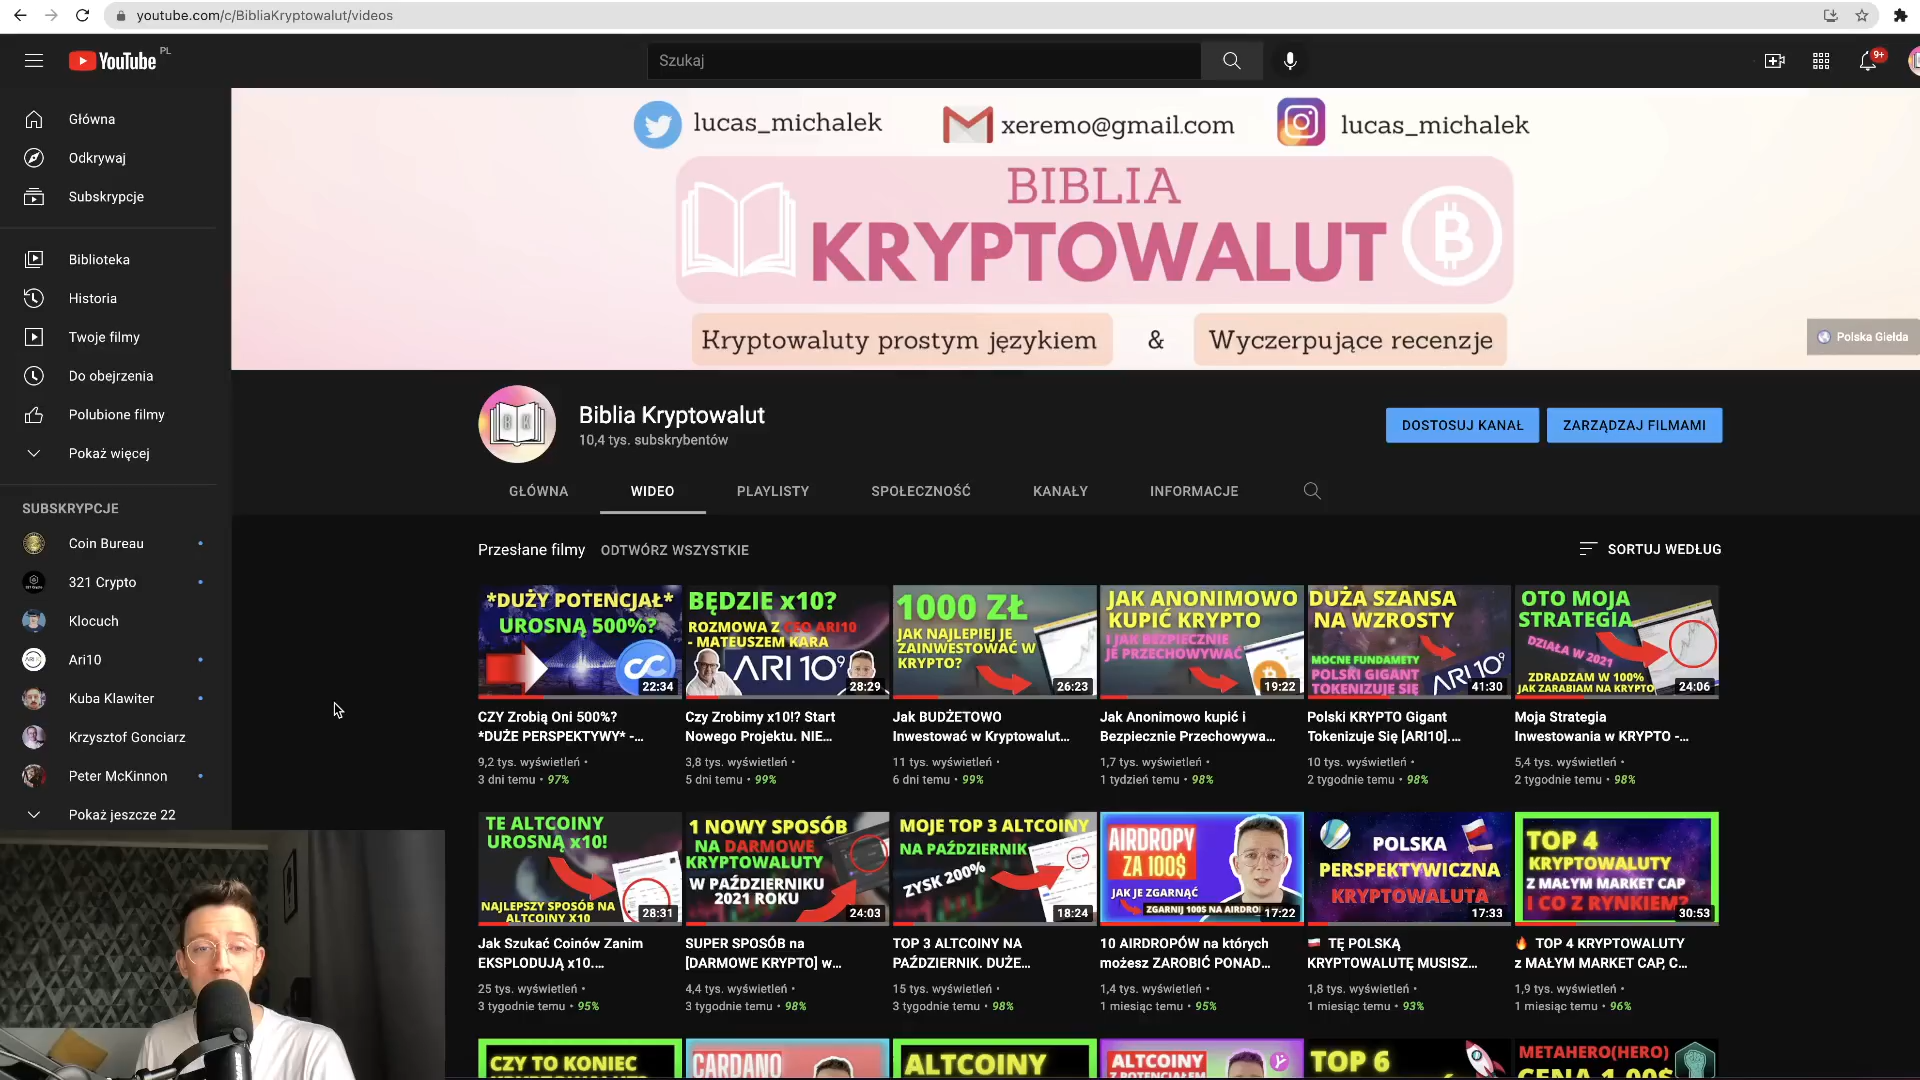 youtube.com/c/BibliaKryptowalut/videos
YouTube PL
Szukaj
9+
Główna
Odkrywaj
Subskrypcje
Biblioteka
Historia
Twoje filmy
Do obejrzenia
Polubione filmy
Pokaż więcej
SUBSKRYPCJE
Coin Bureau
321 Crypto
Klocuch
Ari10
Kuba Klawiter
Krzysztof Gonciarz
Peter McKinnon
Pokaż jeszcze 22
lucas_michalek
xeremo@gmail.com
lucas_michalek
BIBLIA
KRYPTOWALUT
Kryptowaluty prostym językiem & Wyczerpujące recenzje
Polska Giełda
Biblia Kryptowalut
10,4 tys. subskrybentów
DOSTOSUJ KANAŁ
ZARZĄDZAJ FILMAMI
GŁÓWNA
WIDEO
PLAYLISTY
SPOŁECZNOŚĆ
KANAŁY
INFORMACJE
Przesłane filmy
ODTWÓRZ WSZYSTKIE
SORTUJ WEDŁUG
*DUŻY POTENCJAŁ*
UROSNĄ 500%?
22:34
CZY Zrobią Oni 500%?
*DUŻE PERSPEKTYWY* -...
9,2 tys. wyświetleń •
3 dni temu • 97%
BĘDZIE x10?
ROZMOWA Z CEO ARI10
- MATEUSZEM KARA
ARI10
28:29
Czy Zrobimy x10!? Start
Nowego Projektu. NIE...
3,8 tys. wyświetleń •
5 dni temu • 99%
1000 ZŁ
JAK NAJLEPIEJ JE
ZAINWESTOWAĆ W
KRYPTO?
26:23
Jak BUDŻETOWO
Inwestować w Kryptowalut...
11 tys. wyświetleń •
6 dni temu • 99%
JAK ANONIMOWO
KUPIĆ KRYPTO
I JAK BEZPIECZNIE
JE PRZECHOWYWAĆ
19:22
Jak Anonimowo kupić i
Bezpiecznie Przechowywa...
1,7 tys. wyświetleń •
1 tydzień temu • 98%
DUŻA SZANSA
NA WZROSTY
MOCNE FUNDAMETY
POLSKI GIGANT
TOKENIZUJE SIĘ
ARI10
41:30
Polski KRYPTO Gigant
Tokenizuje Się [ARI10]....
10 tys. wyświetleń •
2 tygodnie temu • 98%
OTO MOJA
STRATEGIA
DZIAŁA W 2021
ZDRADZAM W 100%
JAK ZARABIAM NA KRYPTO
24:06
Moja Strategia
Inwestowania w KRYPTO -...
5,4 tys. wyświetleń •
2 tygodnie temu • 98%
TE ALTCOINY
UROSNĄ x10!
NAJLEPSZY SPOSÓB NA
ALTCOINY X10
28:31
Jak Szukać Coinów Zanim
EKSPLODUJĄ x10....
25 tys. wyświetleń •
3 tygodnie temu • 95%
1 NOWY SPOSÓB
NA DARMOWE
KRYPTOWALUTY
W PAŹDZIERNIKU
2021 ROKU
24:03
SUPER SPOSÓB na
[DARMOWE KRYPTO] w...
4,4 tys. wyświetleń •
3 tygodnie temu • 98%
MOJE TOP 3 ALTCOINY
NA PAŹDZIERNIK
ZYSK 200%
18:24
TOP 3 ALTCOINY NA
PAŹDZIERNIK. DUŻE...
15 tys. wyświetleń •
3 tygodnie temu • 98%
AIRDROPY
ZA 100$
JAK JE ZGARNĄĆ
ZGARNIJ 100$ NA AIRDRO
17:22
10 AIRDROPÓW na których
możesz ZAROBIĆ PONAD...
1,4 tys. wyświetleń •
1 miesiąc temu • 95%
POLSKA
PERSPEKTYWICZNA
KRYPTOWALUTA
17:33
TĘ POLSKĄ
KRYPTOWALUTĘ MUSISZ...
1,8 tys. wyświetleń •
1 miesiąc temu • 93%
TOP 4
KRYPTOWALUTY
Z MAŁYM MARKET CAP
I CO Z RYNKIEM?
30:53
TOP 4 KRYPTOWALUTY
z MAŁYM MARKET CAP, C...
1,9 tys. wyświetleń •
1 miesiąc temu • 96%
CZY TO KONIEC
CARDANO
ALTCOINY
ALTCOINY
Z POTENCJAŁEM
TOP 6
METAHERO(HERO)
CENA 1.00$